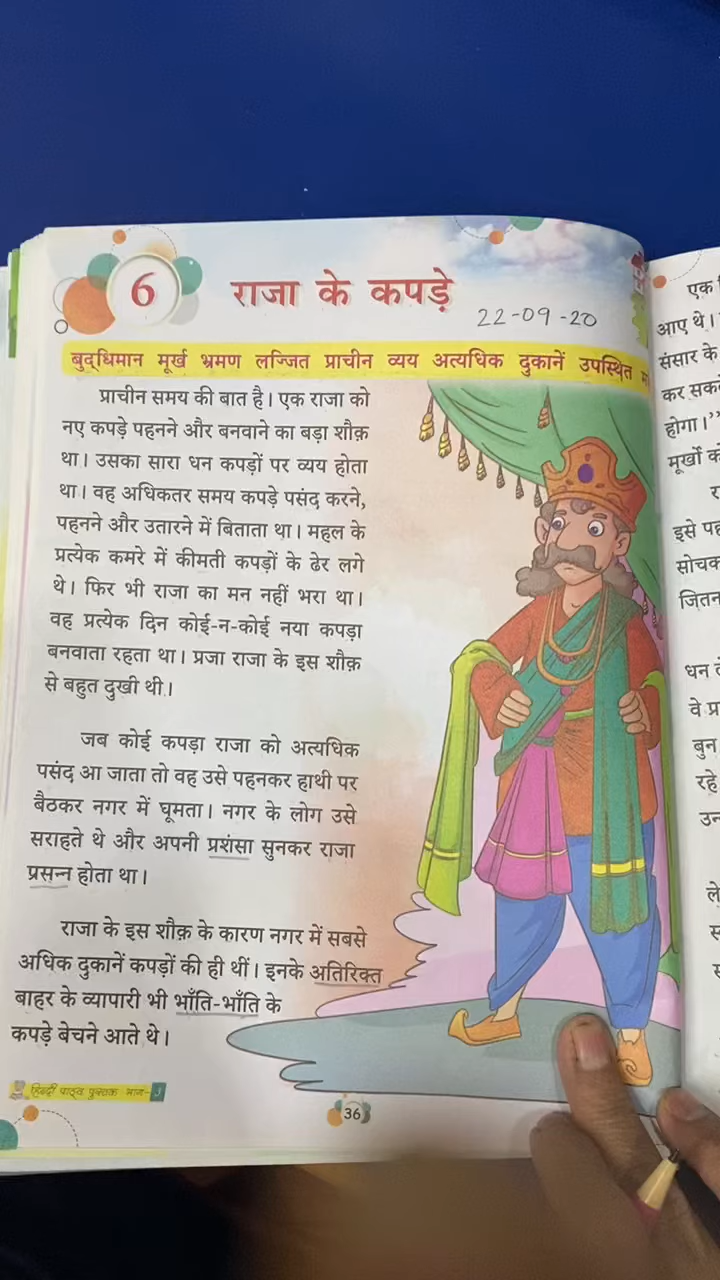 6
राजा के कपड़े
22-09-20
बुद्धिमान मूर्ख भ्रमण लज्जित प्राचीन व्यय अत्यधिक दुकानें उपस्थित
प्राचीन समय की बात है। एक राजा को
नए कपड़े पहनने और बनवाने का बड़ा शौक़
था। उसका सारा धन कपड़ों पर व्यय होता
था। वह अधिकतर समय कपड़े पसंद करने,
पहनने और उतारने में बिताता था। महल के
प्रत्येक कमरे में कीमती कपड़ों के ढेर लगे
थे। फिर भी राजा का मन नहीं भरा था।
वह प्रत्येक दिन कोई-न-कोई नया कपड़ा
बनवाता रहता था। प्रजा राजा के इस शौक़
से बहुत दुखी थी।
जब कोई कपड़ा राजा को अत्यधिक
पसंद आ जाता तो वह उसे पहनकर हाथी पर
बैठकर नगर में घूमता। नगर के लोग उसे
सराहते थे और अपनी प्रशंसा सुनकर राजा
प्रसन्न होता था।
राजा के इस शौक़ के कारण नगर में सबसे
अधिक दुकानें कपड़ों की ही थीं। इनके अतिरिक्त
बाहर के व्यापारी भी भाँति-भाँति के
कपड़े बेचने आते थे।
हिन्दी पाठ्य पुस्तक भाग-3
36
एक
आए थे।
संसार के
कर सकते
होगा।’’
मूर्खों को
इसे पह
सोचक
जितन
धन
वे प्र
बुन
रहे
उन
ले